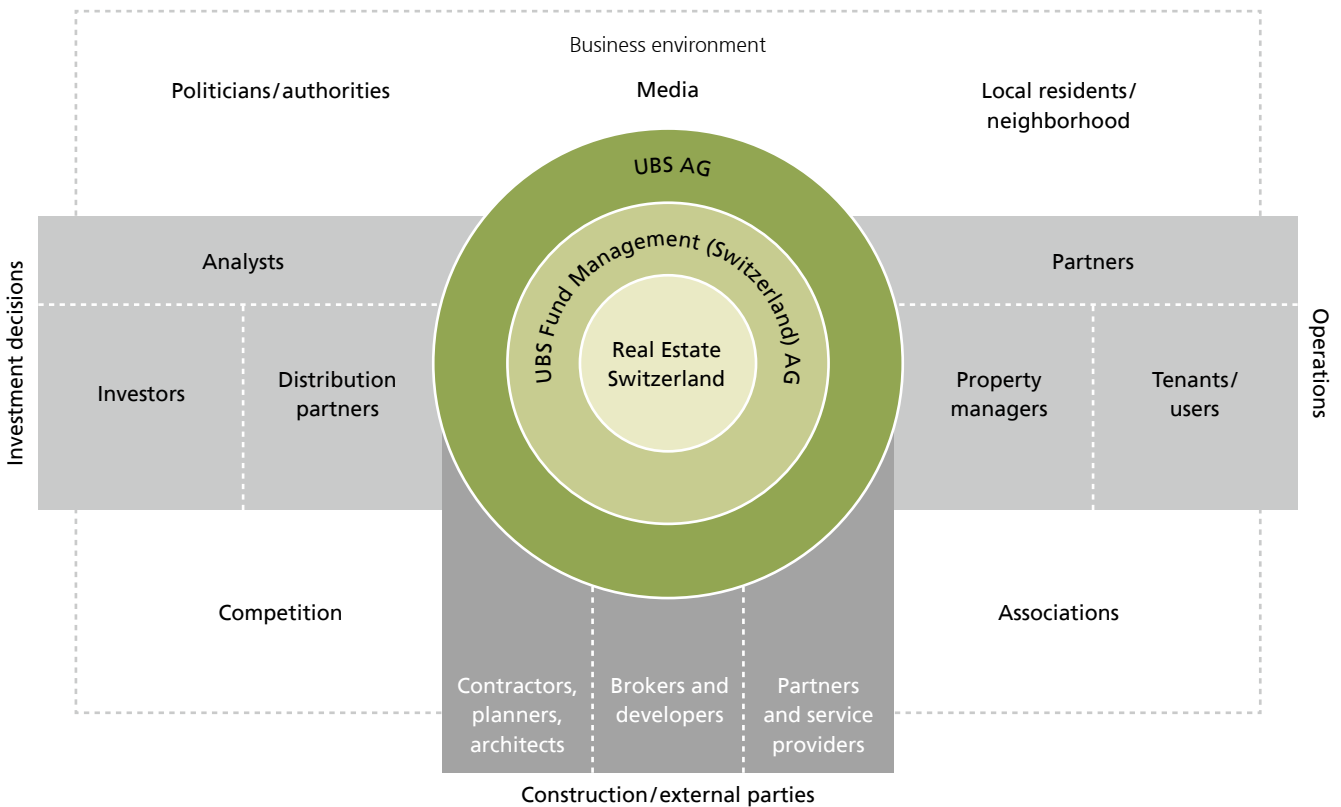 Business environment
Politicians/authorities
Media
Local residents/
neighborhood
UBS AG
UBS Fund Management (Switzerland) AG
Real Estate
Switzerland
Investment decisions
Analysts
Investors
Distribution
partners
Partners
Property
managers
Tenants/
users
Operations
Competition
Associations
Contractors,
planners,
architects
Brokers and
developers
Partners
and service
providers
Construction/external parties